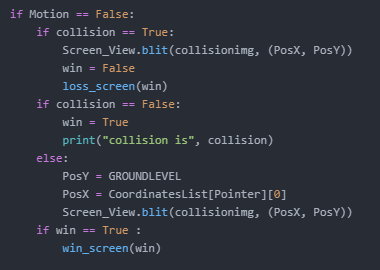 if Motion == False:
    if collision == True:
        Screen_View.blit(collisionimg, (PosX, PosY))
        win = False
        loss_screen(win)
    if collision == False:
        win = True
        print("collision is", collision)
    else:
        PosY = GROUNDLEVEL
        PosX = CoordinatesList[Pointer][0]
        Screen_View.blit(collisionimg, (PosX, PosY))
    if win == True :
        win_screen(win)